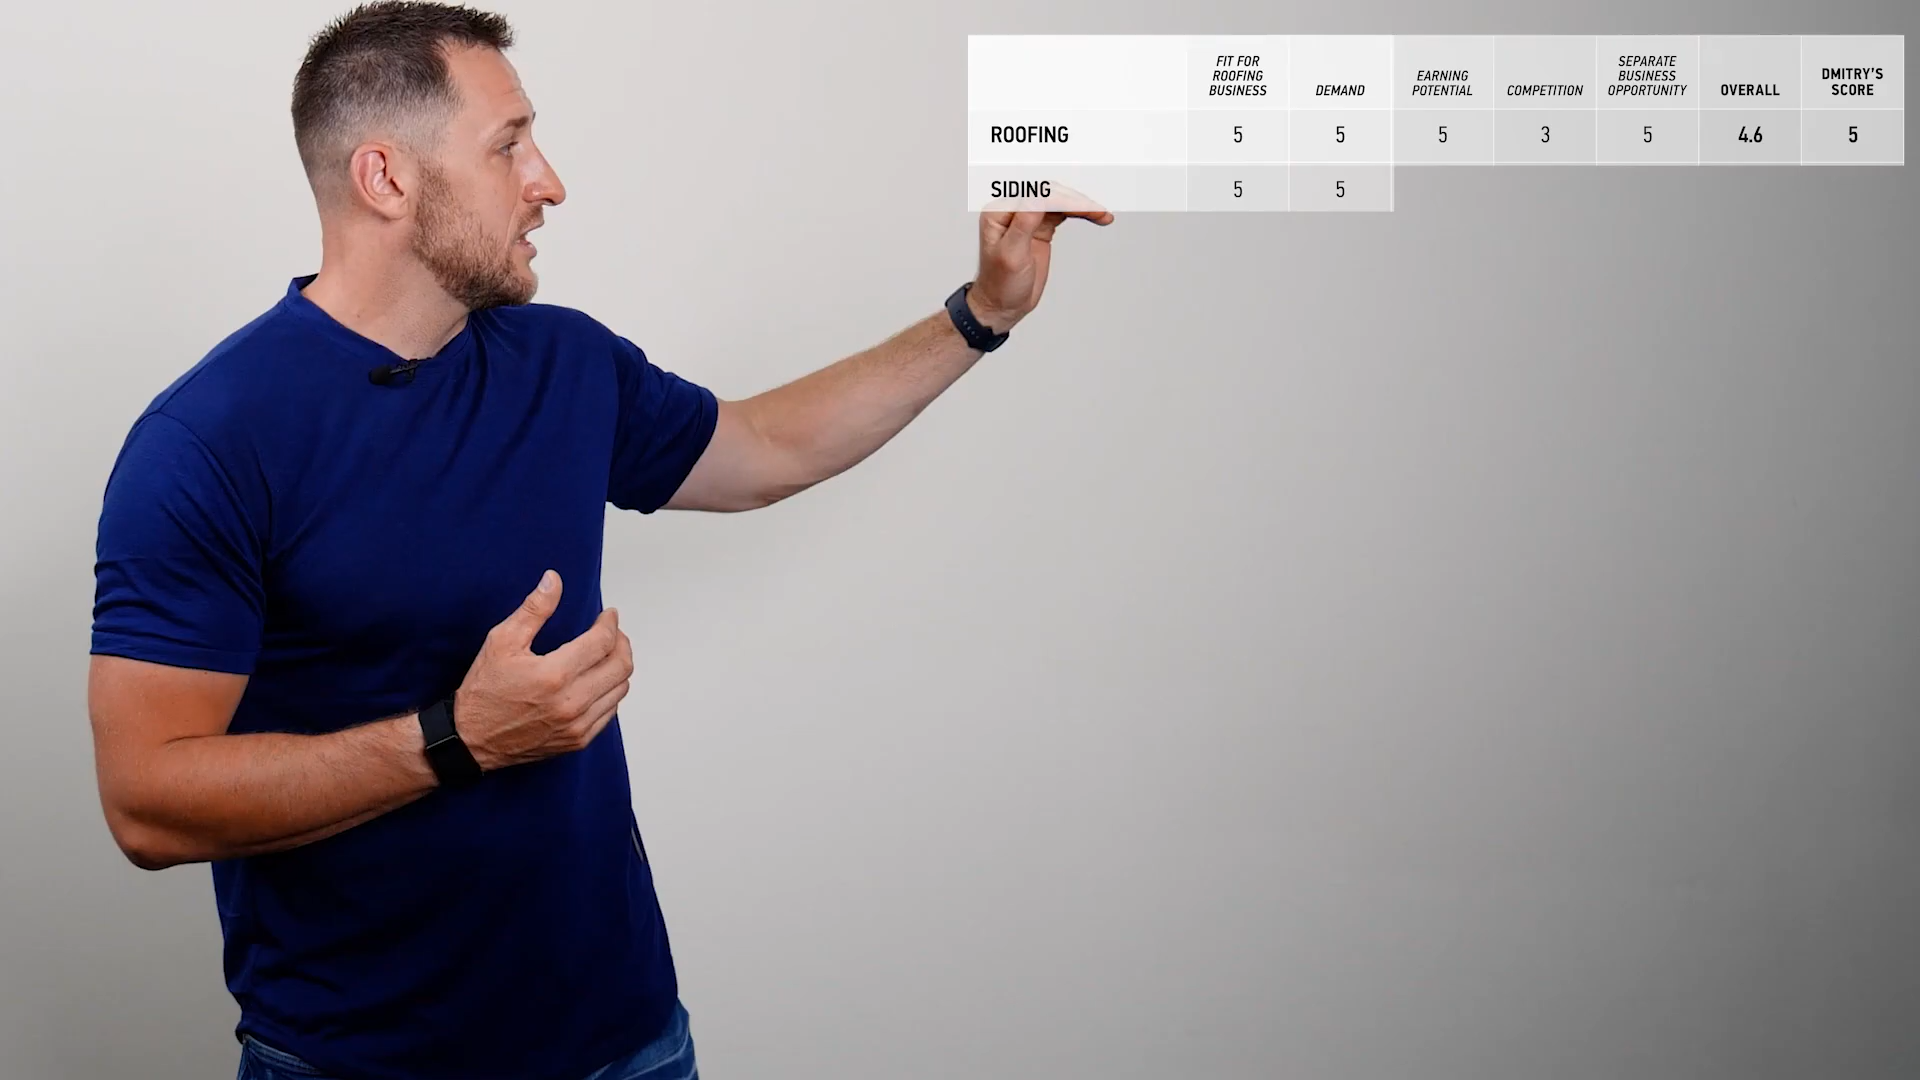 FIT FOR
ROOFING
BUSINESS
DEMAND
EARNING
POTENTIAL
COMPETITION
SEPARATE
BUSINESS
OPPORTUNITY
OVERALL
DMITRY'S
SCORE
ROOFING 5 5 5 3 5 4.6 5
SIDING 5 5